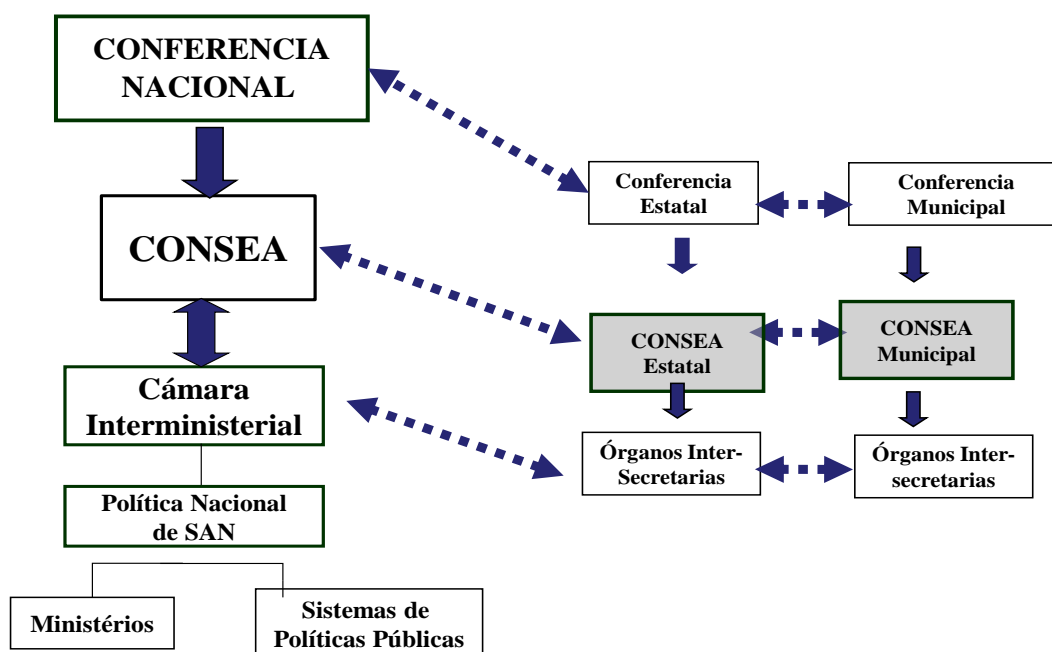 CONFERENCIA
NACIONAL
Conferencia
Estatal
Conferencia
Municipal
CONSEA
CONSEA
Estatal
CONSEA
Municipal
Cámara
Interministerial
Órganos Inter-
Secretarias
Órganos Inter-
secretarias
Política Nacional
de SAN
Ministérios
Sistemas de
Políticas Públicas